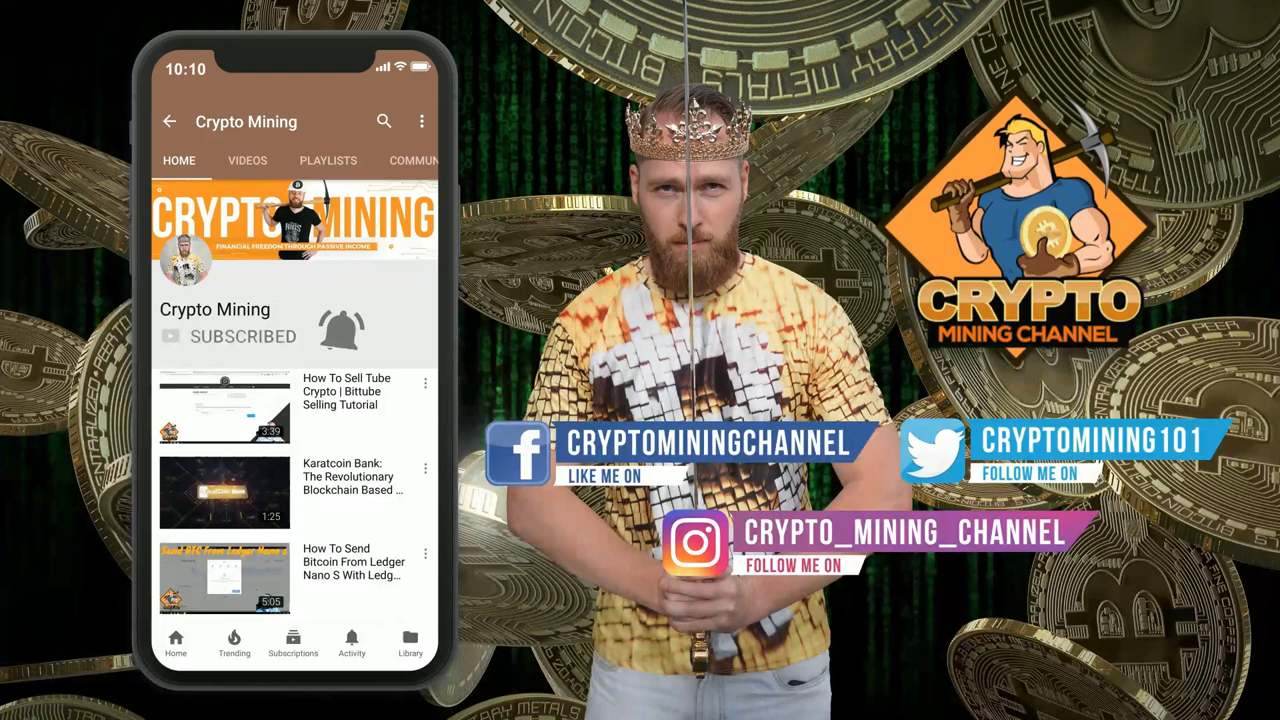 10:10
Crypto Mining
HOME VIDEOS PLAYLISTS COMMUN
CRYPTO MINING
FINANCIAL FREEDOM THROUGH PASSIVE INCOME
Crypto Mining
SUBSCRIBED
How To Sell Tube
Crypto | Bittube
Selling Tutorial
3:39
Karatcoin Bank:
The Revolutionary
Blockchain Based ...
1:25
How To Send
Bitcoin From Ledger
Nano S With Ledg...
5:05
Home Trending Subscriptions Activity Library
CRYPTO
MINING CHANNEL
CRYPTOMININGCHANNEL
LIKE ME ON
CRYPTOMINING101
FOLLOW ME ON
CRYPTO_MINING_CHANNEL
FOLLOW ME ON
BITCOIN
METALS